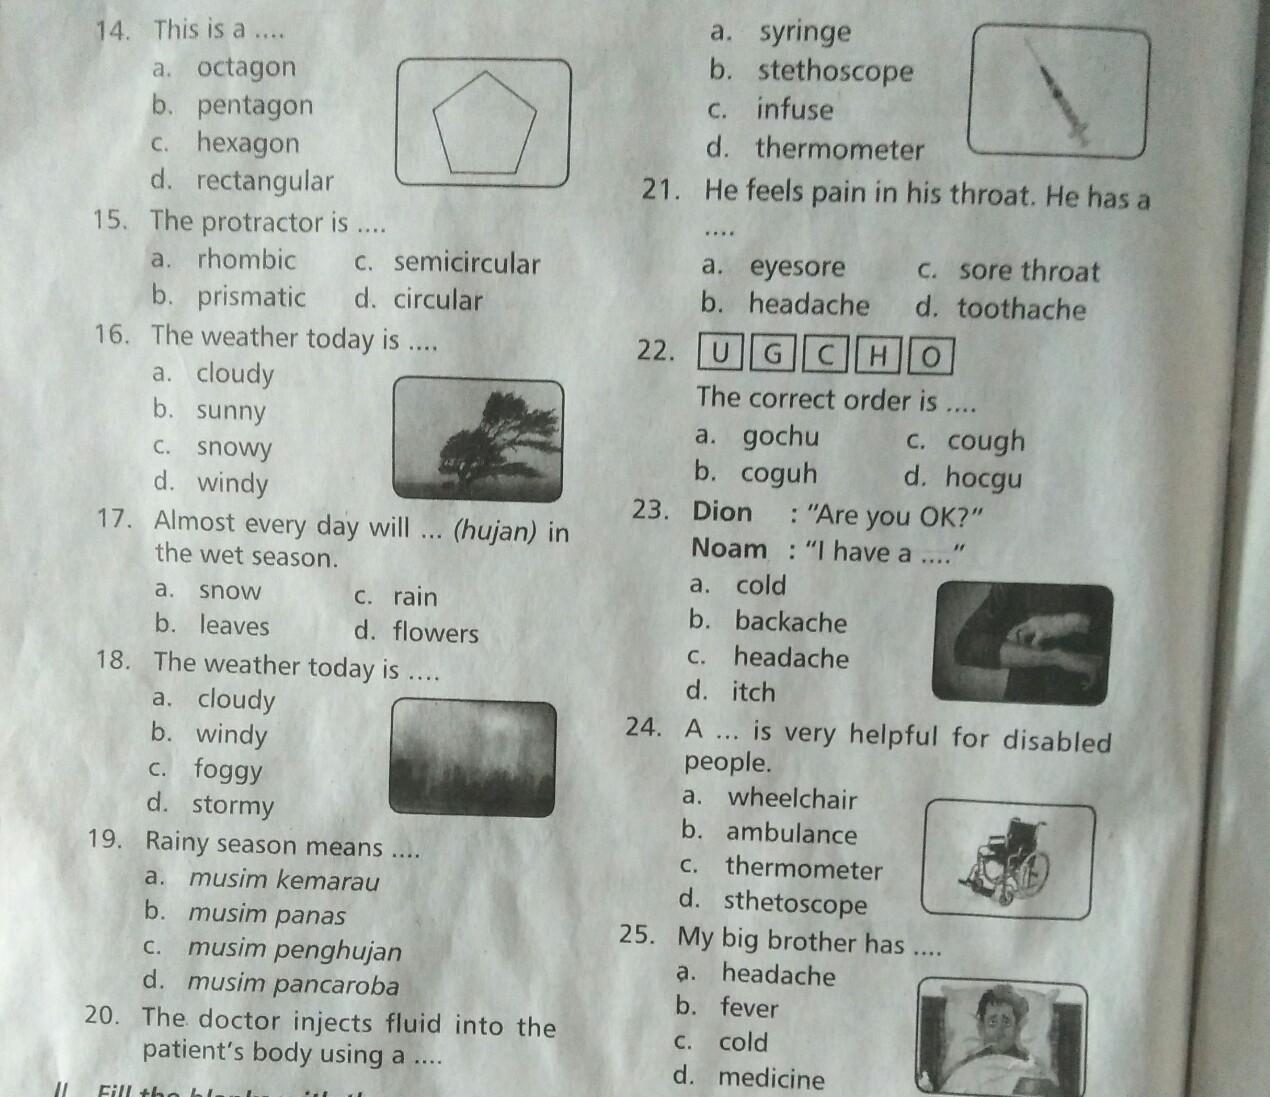 14. This is a ....
a. octagon
b. pentagon
c. hexagon
d. rectangular
15. The protractor is ....
a. rhombic c. semicircular
b. prismatic d. circular
16. The weather today is ....
a. cloudy
b. sunny
c. snowy
d. windy
17. Almost every day will ... (hujan) in
the wet season.
a. snow c. rain
b. leaves d. flowers
18. The weather today is ....
a. cloudy
b. windy
c. foggy
d. stormy
19. Rainy season means ....
a. musim kemarau
b. musim panas
c. musim penghujan
d. musim pancaroba
20. The doctor injects fluid into the
patient's body using a ....
II. Fill the blanks with the
a. syringe
b. stethoscope
c. infuse
d. thermometer
21. He feels pain in his throat. He has a
....
a. eyesore c. sore throat
b. headache d. toothache
22. U G C H O
The correct order is ....
a. gochu c. cough
b. coguh d. hocgu
23. Dion : "Are you OK?"
Noam : "I have a ...."
a. cold
b. backache
c. headache
d. itch
24. A ... is very helpful for disabled
people.
a. wheelchair
b. ambulance
c. thermometer
d. sthetoscope
25. My big brother has ....
a. headache
b. fever
c. cold
d. medicine